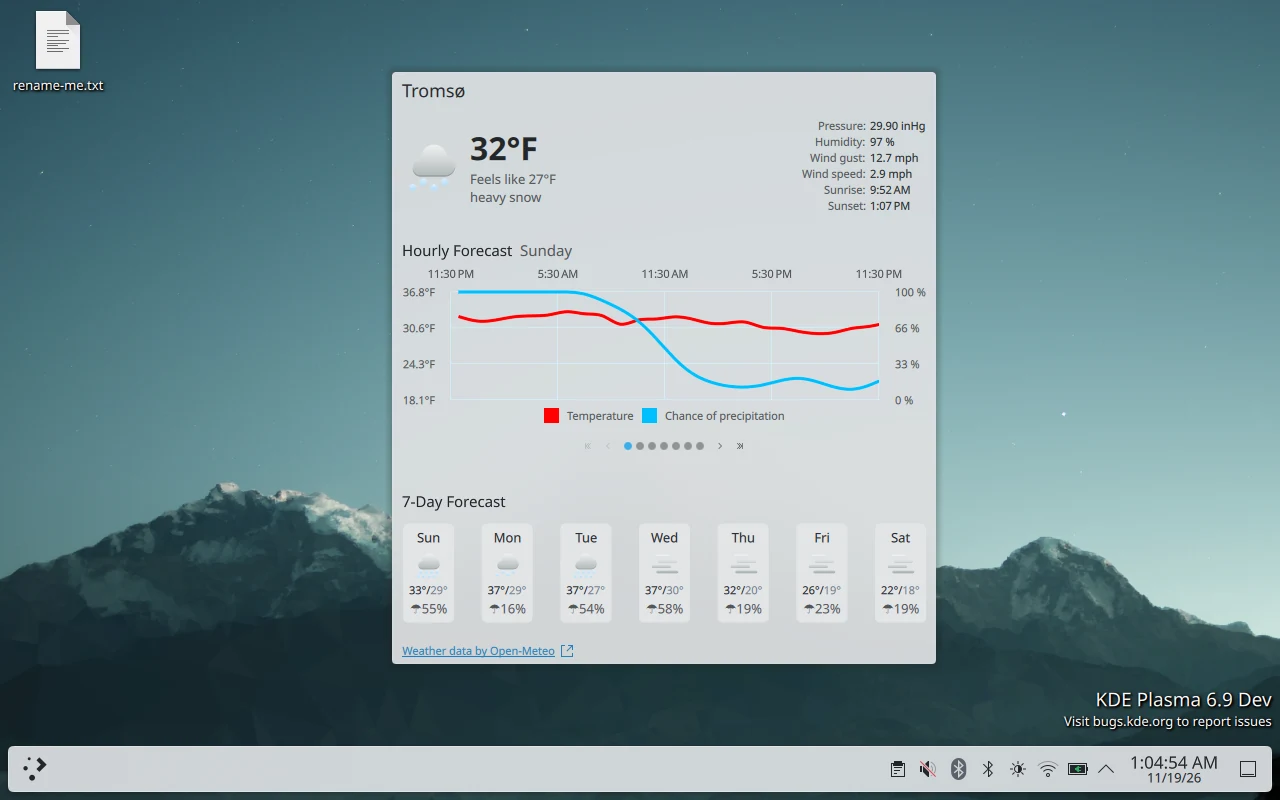 rename-me.txt
Tromsø
32°F
Feels like 27°F
heavy snow
Pressure: 29.90 inHg
Humidity: 97 %
Wind gust: 12.7 mph
Wind speed: 2.9 mph
Sunrise: 9:52 AM
Sunset: 1:07 PM
Hourly Forecast Sunday
11:30 PM 5:30 AM 11:30 AM 5:30 PM 11:30 PM
36.8°F 100 %
30.6°F 66 %
24.3°F 33 %
18.1°F 0 %
Temperature Chance of precipitation
7-Day Forecast
Sun Mon Tue Wed Thu Fri Sat
33°/29° 37°/29° 37°/27° 37°/30° 32°/20° 26°/19° 22°/18°
☂55% ☂16% ☂54% ☂58% ☂19% ☂23% ☂19%
Weather data by Open-Meteo
KDE Plasma 6.9 Dev
Visit bugs.kde.org to report issues
1:04:54 AM
11/19/26